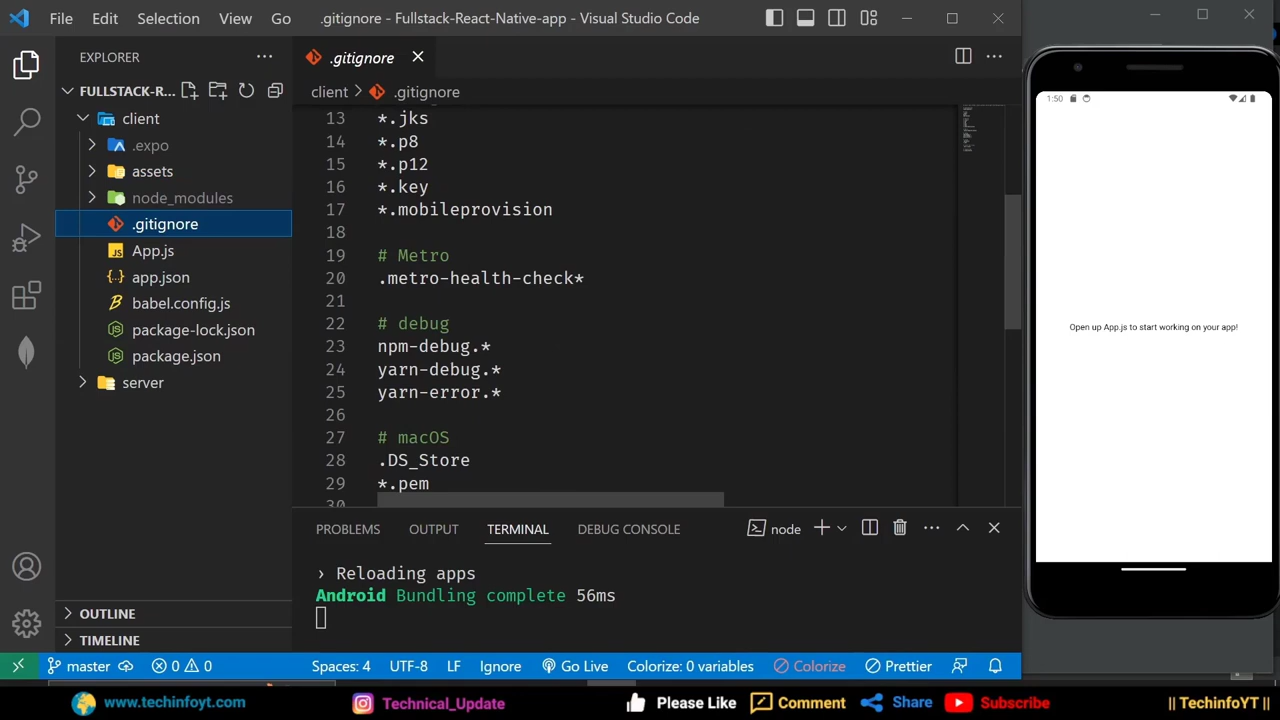 File Edit Selection View Go
.gitignore - Fullstack-React-Native-app - Visual Studio Code
EXPLORER
FULLSTACK-R...
client
.expo
assets
node_modules
.gitignore
App.js
app.json
babel.config.js
package-lock.json
package.json
server
OUTLINE
TIMELINE
.gitignore
client > .gitignore
13 *.jks
14 *.p8
15 *.p12
16 *.key
17 *.mobileprovision
18
19 # Metro
20 .metro-health-check*
21
22 # debug
23 npm-debug.*
24 yarn-debug.*
25 yarn-error.*
26
27 # macOS
28 .DS_Store
29 *.pem
30
PROBLEMS OUTPUT TERMINAL DEBUG CONSOLE
node
› Reloading apps
Android Bundling complete 56ms
master 0 0 Spaces: 4 UTF-8 LF Ignore Go Live Colorize: 0 variables Colorize Prettier
1:50
Open up App.js to start working on your app!
www.techinfoyt.com Technical_Update Please Like Comment Share Subscribe || TechinfoYT ||